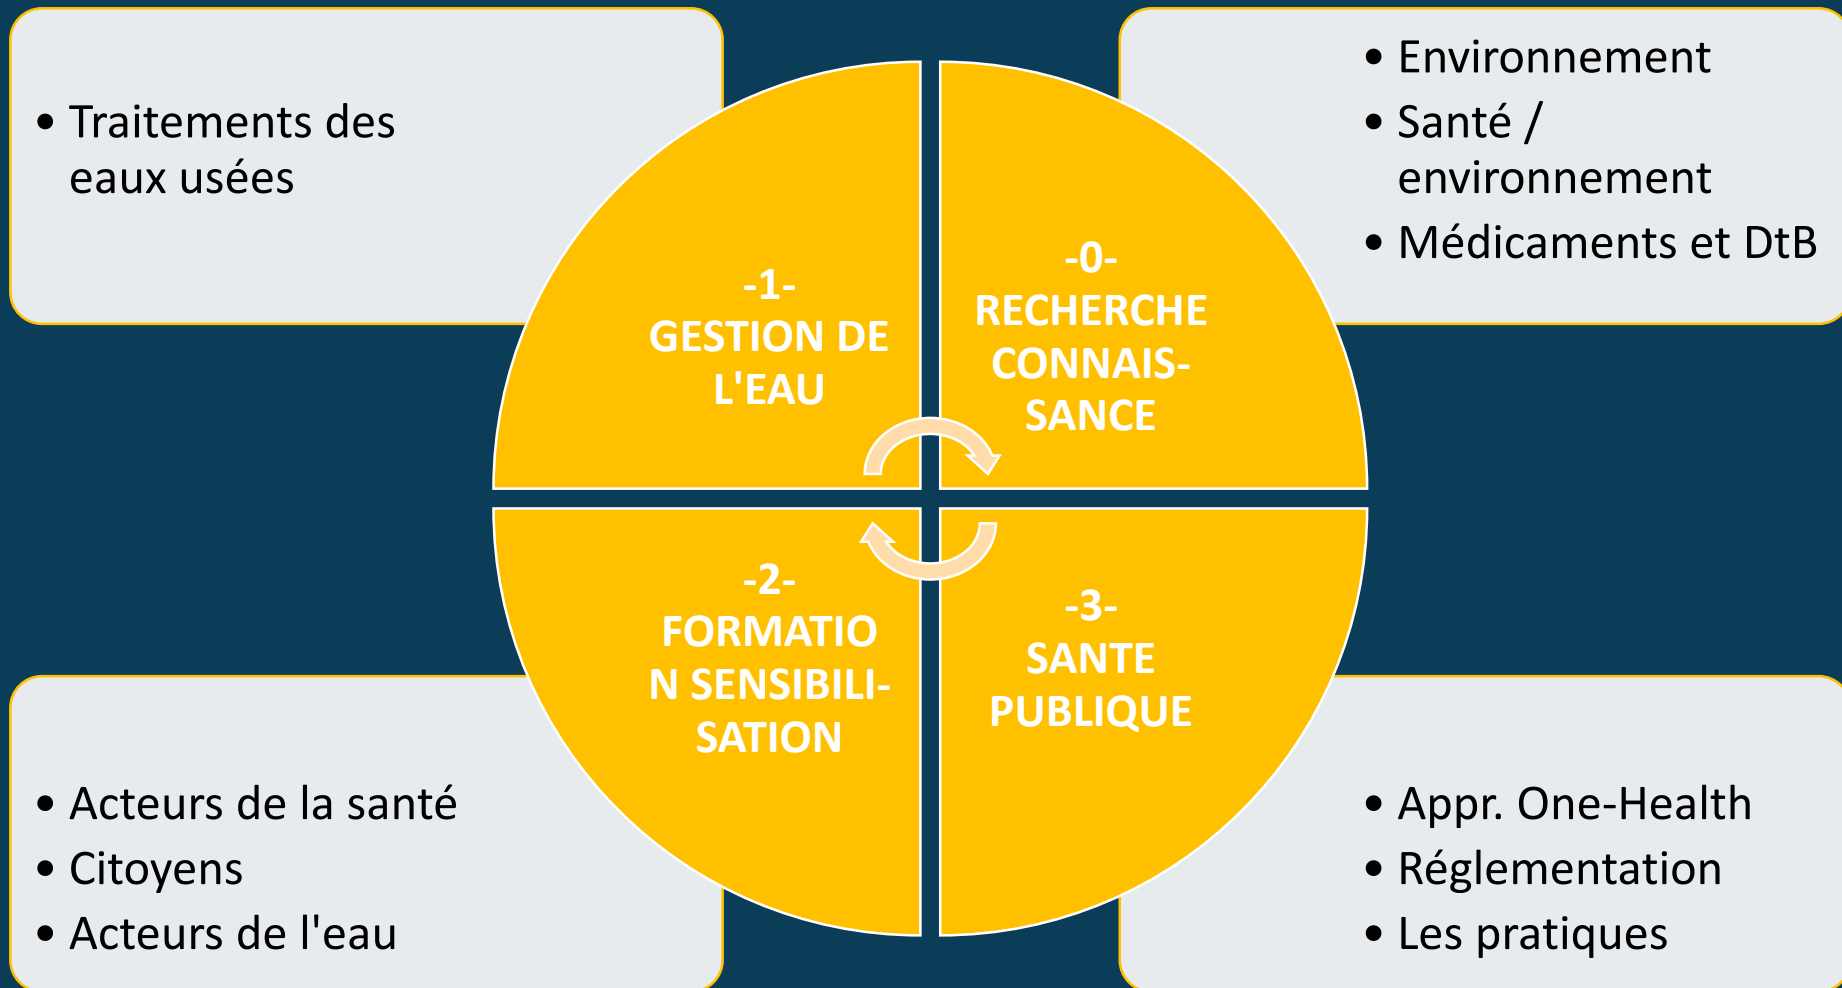 • Traitements des
eaux usées
• Environnement
• Santé /
environnement
• Médicaments et DtB
-1-
GESTION DE
L'EAU
-0-
RECHERCHE
CONNAIS-
SANCE
-2-
FORMATIO
N SENSIBILI-
SATION
-3-
SANTE
PUBLIQUE
• Acteurs de la santé
• Citoyens
• Acteurs de l'eau
• Appr. One-Health
• Réglementation
• Les pratiques